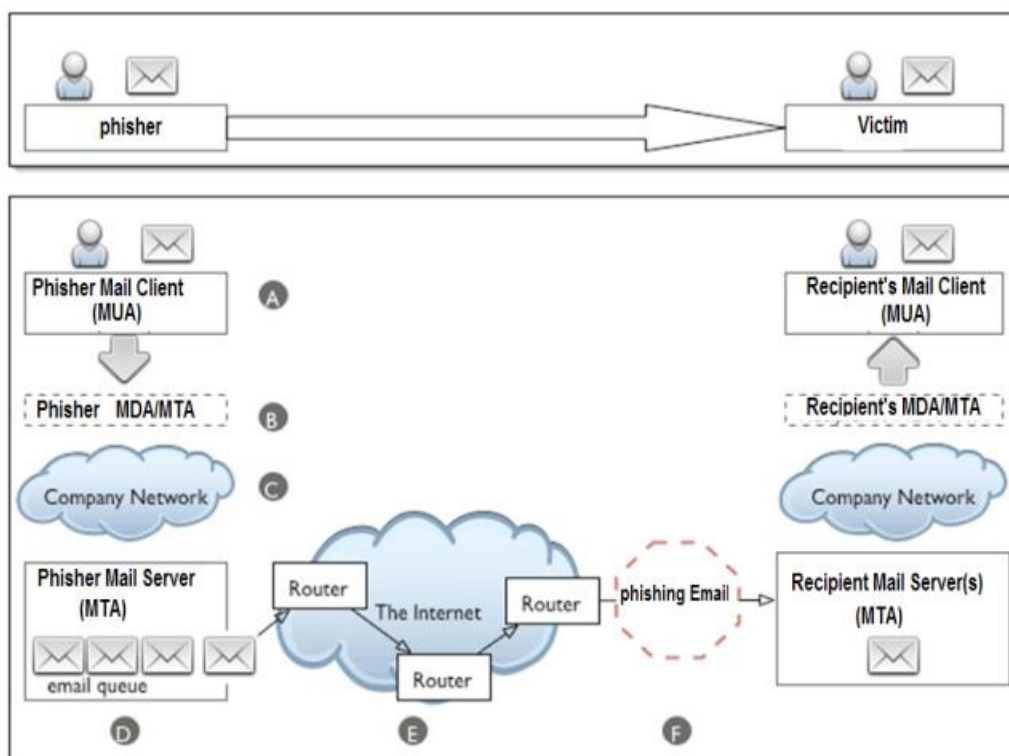 phisher
Victim
Phisher Mail Client
(MUA)
A
Recipient's Mail Client
(MUA)
Phisher MDA/MTA
B
Recipient's MDA/MTA
Company Network
C
Company Network
Phisher Mail Server
(MTA)
email queue
Router
The Internet
Router
Router
phishing Email
Recipient Mail Server(s)
(MTA)
D
E
F